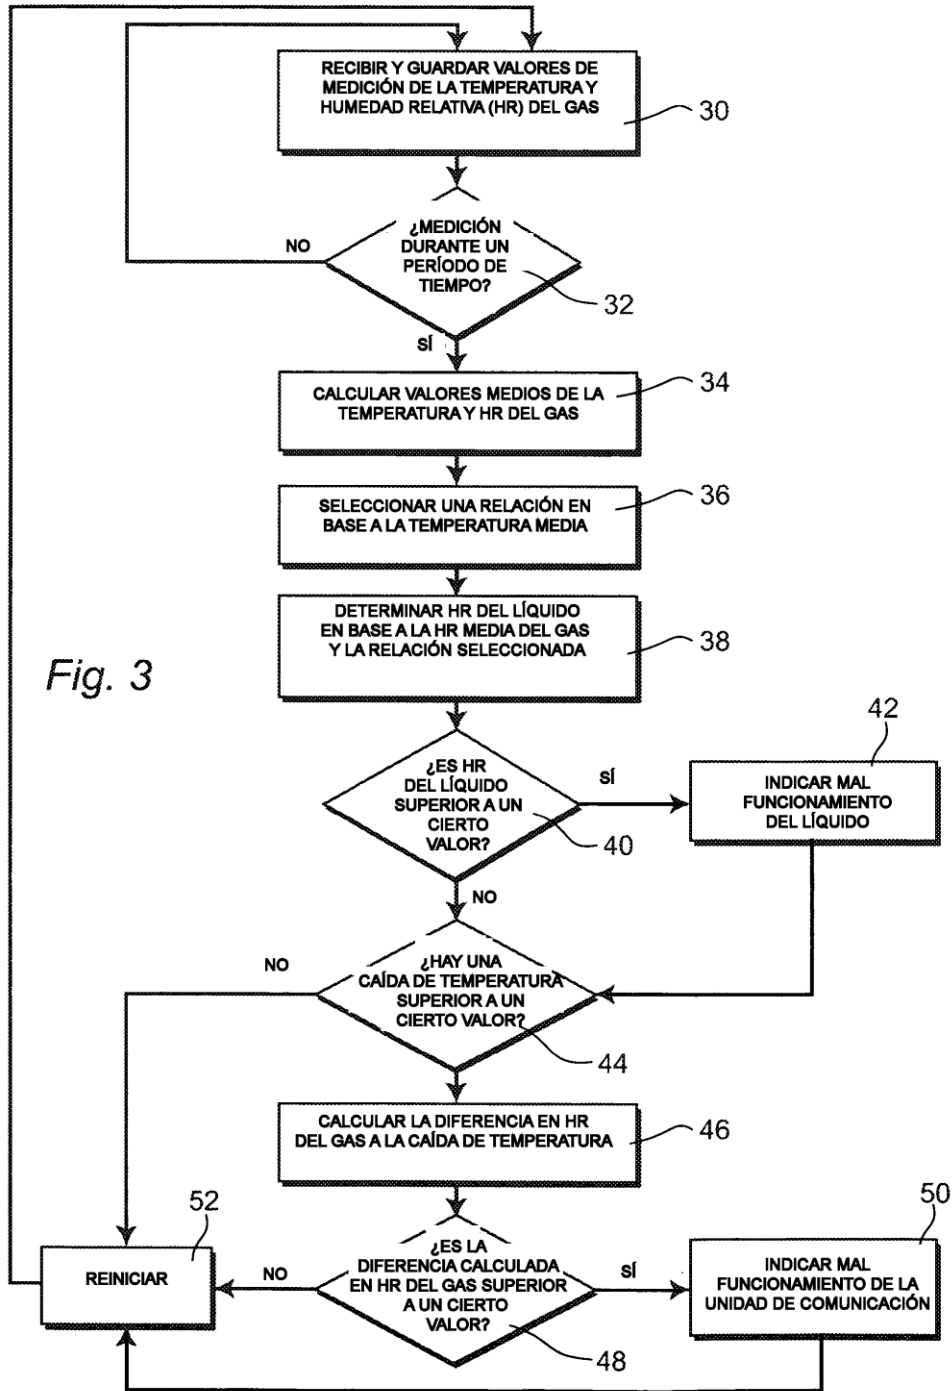 RECIBIR Y GUARDAR VALORES DE
MEDICIÓN DE LA TEMPERATURA Y
HUMEDAD RELATIVA (HR) DEL GAS
30
¿MEDICIÓN
DURANTE UN
PERÍODO DE
TIEMPO?
NO
32
SÍ
CALCULAR VALORES MEDIOS DE LA
TEMPERATURA Y HR DEL GAS
34
SELECCIONAR UNA RELACIÓN EN
BASE A LA TEMPERATURA MEDIA
36
DETERMINAR HR DEL LÍQUIDO
EN BASE A LA HR MEDIA DEL GAS
Y LA RELACIÓN SELECCIONADA
38
Fig. 3
¿ES HR
DEL LÍQUIDO
SUPERIOR A UN
CIERTO
VALOR?
40
SÍ
42
INDICAR MAL
FUNCIONAMIENTO
DEL LÍQUIDO
NO
¿HAY UNA
CAÍDA DE TEMPERATURA
SUPERIOR A UN
CIERTO VALOR?
NO
44
CALCULAR LA DIFERENCIA EN HR
DEL GAS A LA CAÍDA DE TEMPERATURA
46
¿ES LA
DIFERENCIA CALCULADA
EN HR DEL GAS SUPERIOR
A UN CIERTO
VALOR?
48
NO
SÍ
52
REINICIAR
50
INDICAR MAL
FUNCIONAMIENTO DE LA
UNIDAD DE COMUNICACIÓN